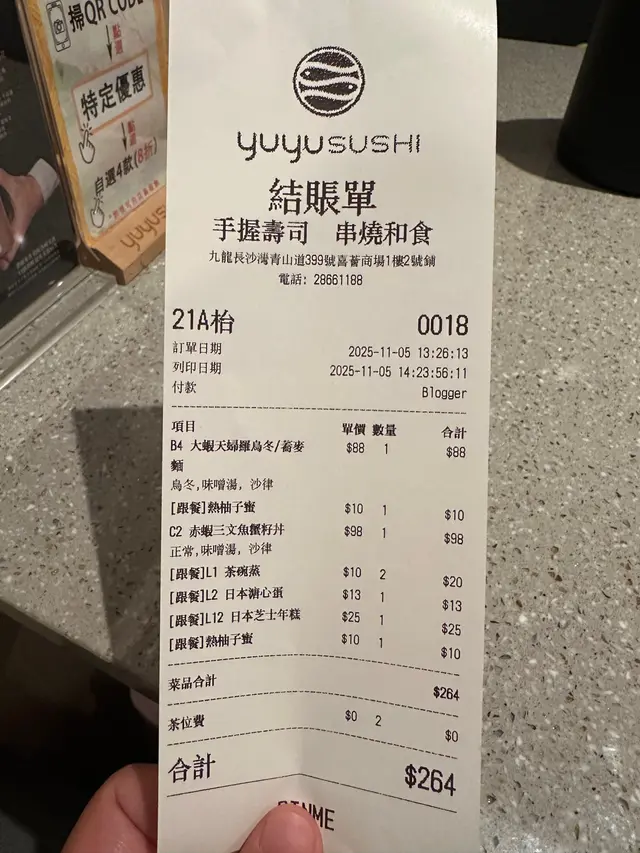 掃QR CODE
點選
特定優惠
點選
自選4款(8折)
yuyu
yuyu SUSHI
結賬單
手握壽司 串燒和食
九龍長沙灣青山道399號喜薈商場1樓2號鋪
電話: 28661188
21A枱 0018
訂單日期 2025-11-05 13:26:13
列印日期 2025-11-05 14:23:56:11
付款 Blogger
項目 單價 數量 合計
B4 大蝦天婦羅烏冬/蕎麥 $88 1 $88
麵
烏冬,味噌湯, 沙律
[跟餐]熱柚子蜜 $10 1 $10
C2 赤蝦三文魚蟹籽丼 $98 1 $98
正常,味噌湯, 沙律
[跟餐]L1 茶碗蒸 $10 2 $20
[跟餐]L2 日本溏心蛋 $13 1 $13
[跟餐]L12 日本芝士年糕 $25 1 $25
[跟餐]熱柚子蜜 $10 1 $10
菜品合計 $264
茶位費 $0 2 $0
合計 $264